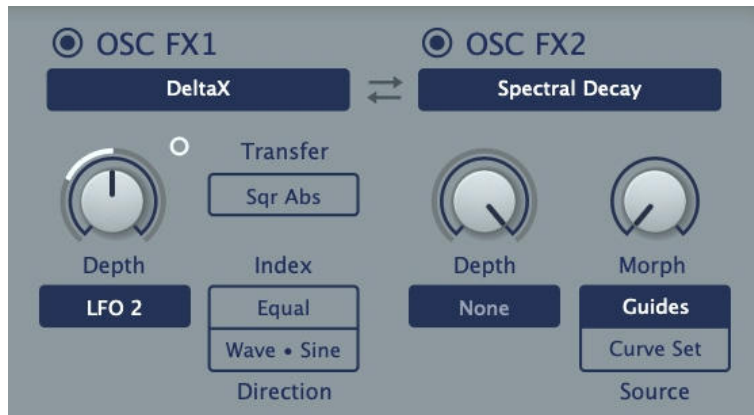 OSC FX1
DeltaX
Transfer
Sqr Abs
Depth
LFO 2
Index
Equal
Wave • Sine
Direction
OSC FX2
Spectral Decay
Depth
None
Morph
Guides
Curve Set
Source